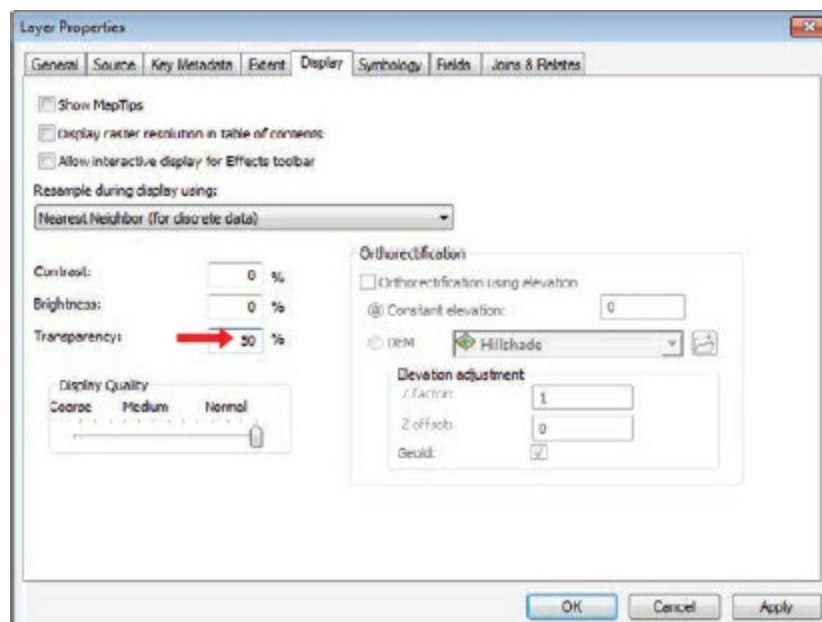 Layer Properties
General Source Key Metadata Extent Display Symbology Fields Joins & Relates
Show MapTips
Display raster resolution in table of contents
Allow interactive display for Effects toolbar
Resample during display using:
Nearest Neighbor (for discrete data)
Contrast: 0 %
Brightness: 0 %
Transparency: 50 %
Display Quality
Coarse Medium Normal
Orthorectification
Orthorectification using elevation
Constant elevation: 0
DEM Hillshade
Elevation adjustment
Z factor: 1
Z offset: 0
Geoid:
OK Cancel Apply